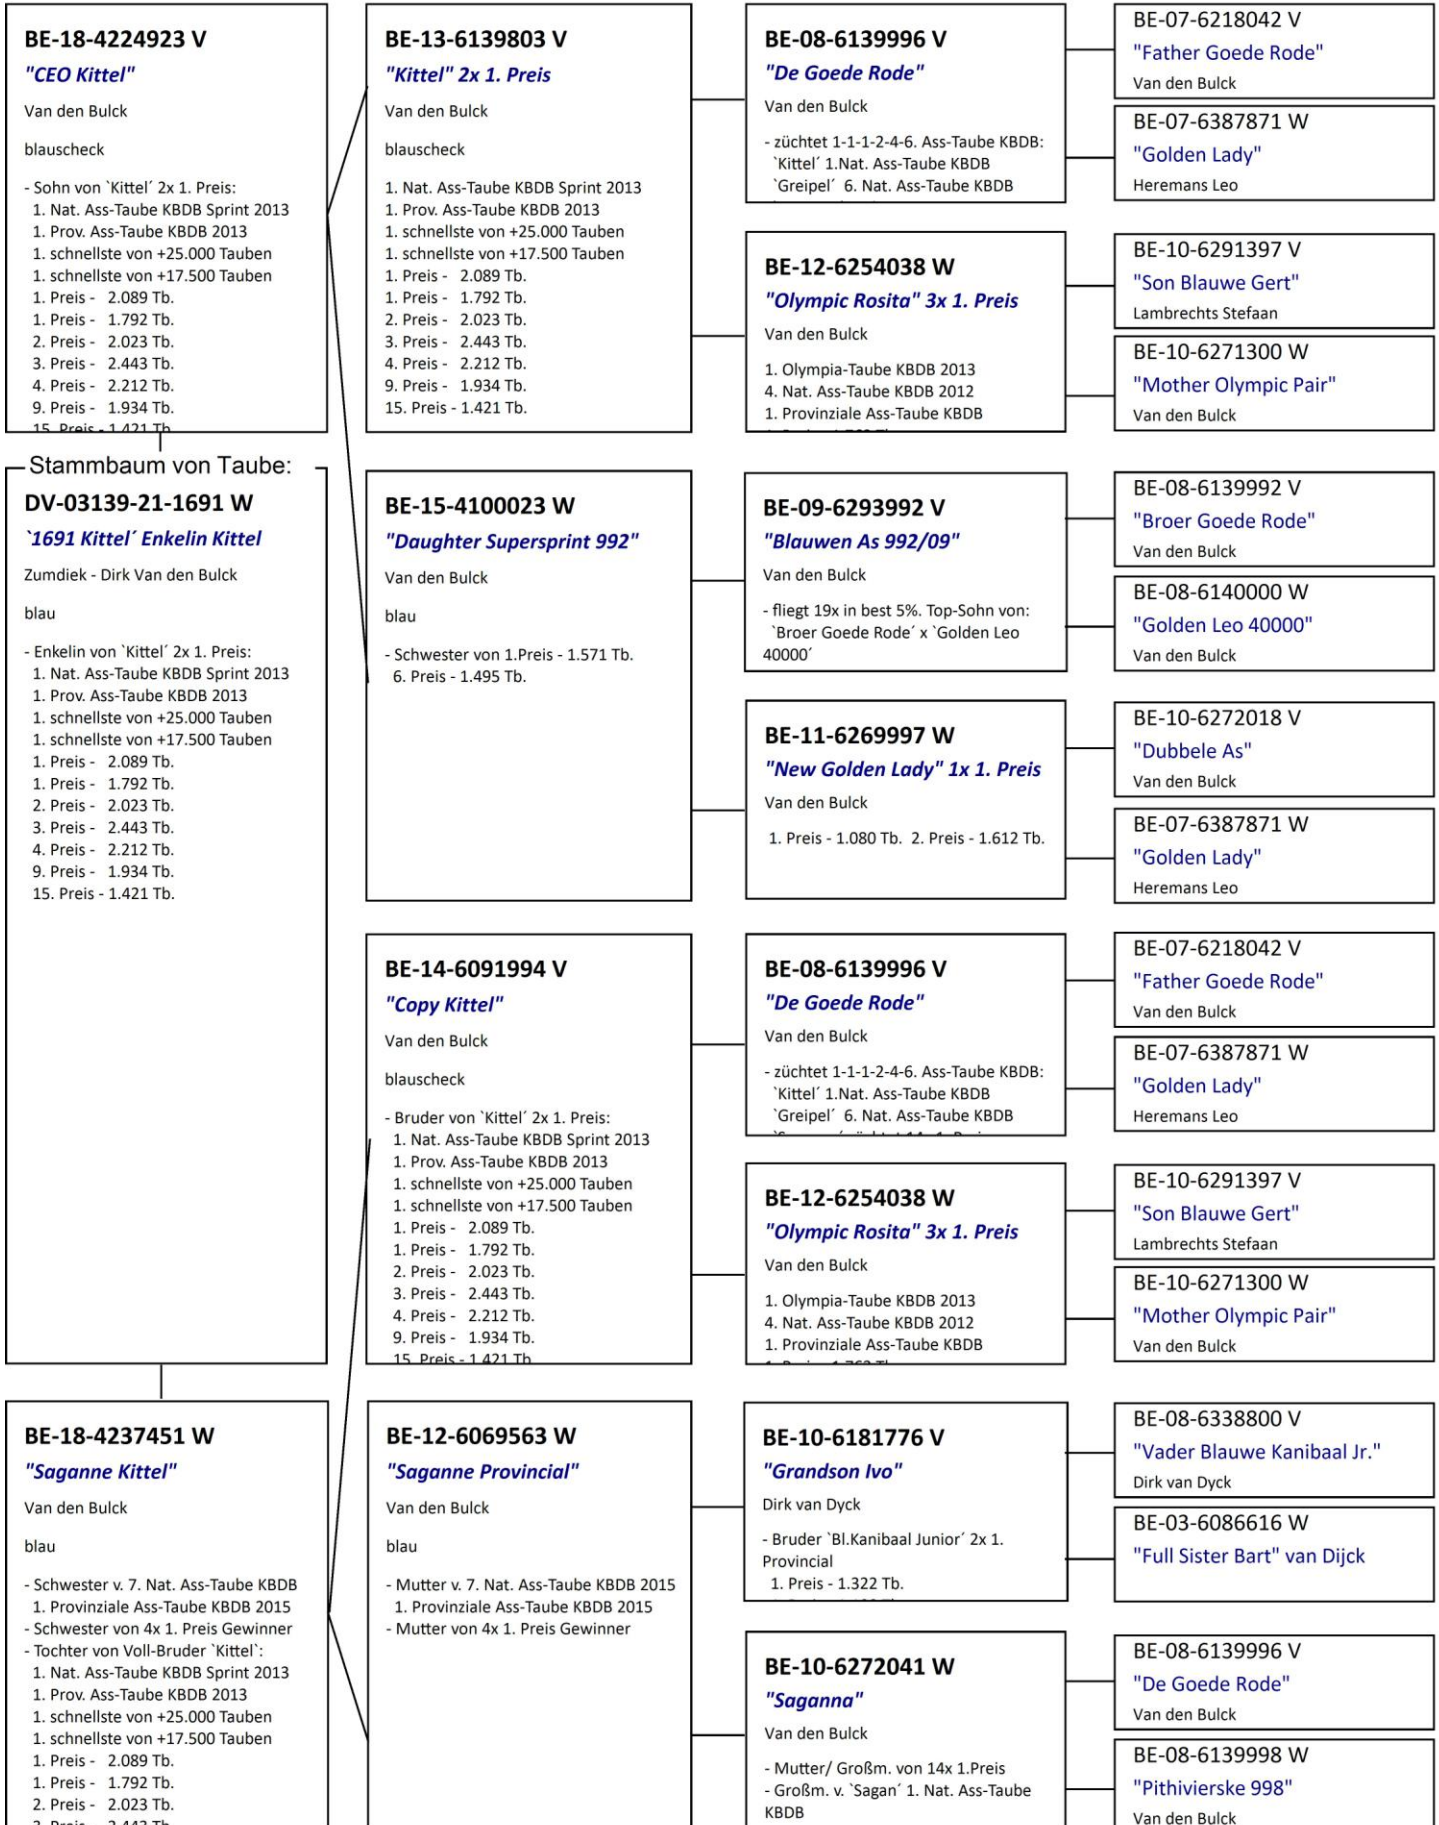 BE-18-4224923 V
"CEO Kittel"
Van den Bulck
blauscheck
- Sohn von `Kittel´ 2x 1. Preis:
1. Nat. Ass-Taube KBDB Sprint 2013
1. Prov. Ass-Taube KBDB 2013
1. schnellste von +25.000 Tauben
1. schnellste von +17.500 Tauben
1. Preis - 2.089 Tb.
1. Preis - 1.792 Tb.
2. Preis - 2.023 Tb.
3. Preis - 2.443 Tb.
4. Preis - 2.212 Tb.
9. Preis - 1.934 Tb.
15. Preis - 1.421 Tb.
Stammbaum von Taube:
DV-03139-21-1691 W
`1691 Kittel´ Enkelin Kittel
Zumdiek - Dirk Van den Bulck
blau
- Enkelin von `Kittel´ 2x 1. Preis:
1. Nat. Ass-Taube KBDB Sprint 2013
1. Prov. Ass-Taube KBDB 2013
1. schnellste von +25.000 Tauben
1. schnellste von +17.500 Tauben
1. Preis - 2.089 Tb.
1. Preis - 1.792 Tb.
2. Preis - 2.023 Tb.
3. Preis - 2.443 Tb.
4. Preis - 2.212 Tb.
9. Preis - 1.934 Tb.
15. Preis - 1.421 Tb.
BE-18-4237451 W
"Saganne Kittel"
Van den Bulck
blau
- Schwester v. 7. Nat. Ass-Taube KBDB
1. Provinziale Ass-Taube KBDB 2015
- Schwester von 4x 1. Preis Gewinner
- Tochter von Voll-Bruder `Kittel`:
1. Nat. Ass-Taube KBDB Sprint 2013
1. Prov. Ass-Taube KBDB 2013
1. schnellste von +25.000 Tauben
1. schnellste von +17.500 Tauben
1. Preis - 2.089 Tb.
1. Preis - 1.792 Tb.
2. Preis - 2.023 Tb.
3. Preis - 2.443 Tb.
BE-13-6139803 V
"Kittel" 2x 1. Preis
Van den Bulck
blauscheck
1. Nat. Ass-Taube KBDB Sprint 2013
1. Prov. Ass-Taube KBDB 2013
1. schnellste von +25.000 Tauben
1. schnellste von +17.500 Tauben
1. Preis - 2.089 Tb.
1. Preis - 1.792 Tb.
2. Preis - 2.023 Tb.
3. Preis - 2.443 Tb.
4. Preis - 2.212 Tb.
9. Preis - 1.934 Tb.
15. Preis - 1.421 Tb.
BE-15-4100023 W
"Daughter Supersprint 992"
Van den Bulck
blau
- Schwester von 1.Preis - 1.571 Tb.
6. Preis - 1.495 Tb.
BE-14-6091994 V
"Copy Kittel"
Van den Bulck
blauscheck
- Bruder von `Kittel´ 2x 1. Preis:
1. Nat. Ass-Taube KBDB Sprint 2013
1. Prov. Ass-Taube KBDB 2013
1. schnellste von +25.000 Tauben
1. schnellste von +17.500 Tauben
1. Preis - 2.089 Tb.
1. Preis - 1.792 Tb.
2. Preis - 2.023 Tb.
3. Preis - 2.443 Tb.
4. Preis - 2.212 Tb.
9. Preis - 1.934 Tb.
15. Preis - 1.421 Tb.
BE-12-6069563 W
"Saganne Provincial"
Van den Bulck
blau
- Mutter v. 7. Nat. Ass-Taube KBDB 2015
1. Provinziale Ass-Taube KBDB 2015
- Mutter von 4x 1. Preis Gewinner
BE-08-6139996 V
"De Goede Rode"
Van den Bulck
- züchtet 1-1-1-2-4-6. Ass-Taube KBDB:
`Kittel´ 1.Nat. Ass-Taube KBDB
`Greipel´ 6. Nat. Ass-Taube KBDB
BE-12-6254038 W
"Olympic Rosita" 3x 1. Preis
Van den Bulck
1. Olympia-Taube KBDB 2013
4. Nat. Ass-Taube KBDB 2012
1. Provinziale Ass-Taube KBDB
BE-09-6293992 V
"Blauwen As 992/09"
Van den Bulck
- fliegt 19x in best 5%. Top-Sohn von:
`Broer Goede Rode´ x `Golden Leo
40000´
BE-11-6269997 W
"New Golden Lady" 1x 1. Preis
Van den Bulck
1. Preis - 1.080 Tb. 2. Preis - 1.612 Tb.
BE-08-6139996 V
"De Goede Rode"
Van den Bulck
- züchtet 1-1-1-2-4-6. Ass-Taube KBDB:
`Kittel´ 1.Nat. Ass-Taube KBDB
`Greipel´ 6. Nat. Ass-Taube KBDB
BE-12-6254038 W
"Olympic Rosita" 3x 1. Preis
Van den Bulck
1. Olympia-Taube KBDB 2013
4. Nat. Ass-Taube KBDB 2012
1. Provinziale Ass-Taube KBDB
BE-10-6181776 V
"Grandson Ivo"
Dirk van Dyck
- Bruder `Bl.Kanibaal Junior´ 2x 1.
Provincial
1. Preis - 1.322 Tb.
BE-10-6272041 W
"Saganna"
Van den Bulck
- Mutter/ Großm. von 14x 1.Preis
- Großm. v. `Sagan´ 1. Nat. Ass-Taube
KBDB
BE-07-6218042 V
"Father Goede Rode"
Van den Bulck
BE-07-6387871 W
"Golden Lady"
Heremans Leo
BE-10-6291397 V
"Son Blauwe Gert"
Lambrechts Stefaan
BE-10-6271300 W
"Mother Olympic Pair"
Van den Bulck
BE-08-6139992 V
"Broer Goede Rode"
Van den Bulck
BE-08-6140000 W
"Golden Leo 40000"
Van den Bulck
BE-10-6272018 V
"Dubbele As"
Van den Bulck
BE-07-6387871 W
"Golden Lady"
Heremans Leo
BE-07-6218042 V
"Father Goede Rode"
Van den Bulck
BE-07-6387871 W
"Golden Lady"
Heremans Leo
BE-10-6291397 V
"Son Blauwe Gert"
Lambrechts Stefaan
BE-10-6271300 W
"Mother Olympic Pair"
Van den Bulck
BE-08-6338800 V
"Vader Blauwe Kanibaal Jr."
Dirk van Dyck
BE-03-6086616 W
"Full Sister Bart" van Dijck
BE-08-6139996 V
"De Goede Rode"
Van den Bulck
BE-08-6139998 W
"Pithivierske 998"
Van den Bulck